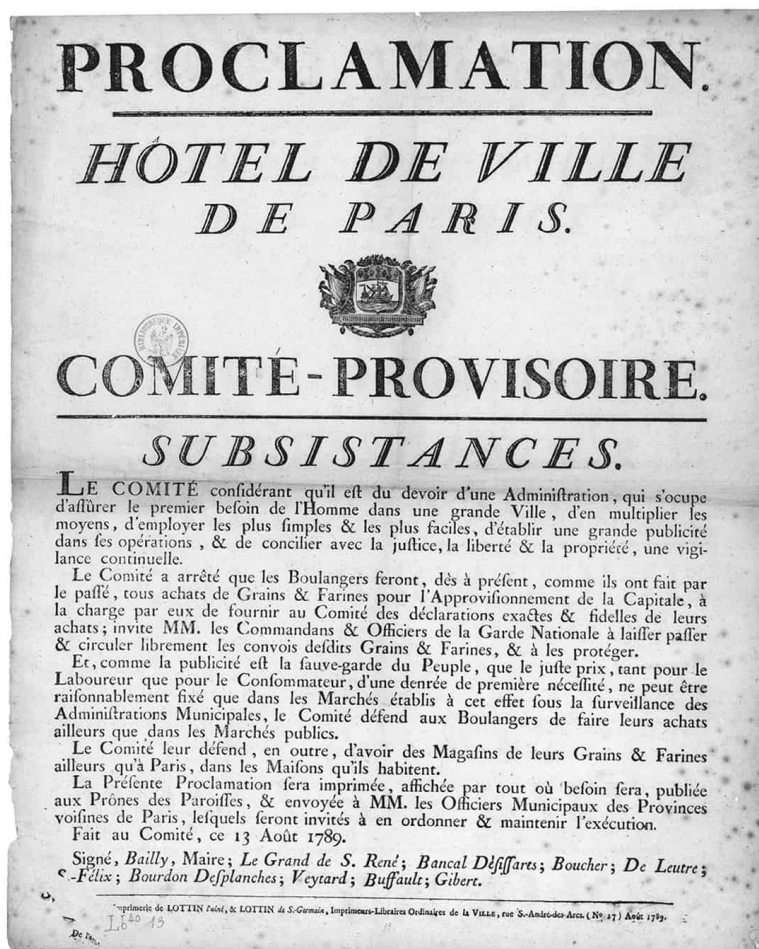 PROCLAMATION.
HÔTEL DE VILLE
DE PARIS.
COMITÉ-PROVISOIRE.
SUBSISTANCES.
LE COMITÉ conſidérant qu'il eſt du devoir d'une Adminiſtration, qui s'occupe
d'aſſûrer le premier beſoin de l'Homme dans une grande Ville, d'en multiplier les
moyens, d'employer les plus ſimples & les plus faciles, d'établir une grande publicité
dans ſes opérations, & de concilier avec la juſtice, la liberté & la propriété, une vigi-
lance continuelle.
Le Comité a arrêté que les Boulangers feront, dès à préſent, comme ils ont fait par
le paſſé, tous achats de Grains & Farines pour l'Approviſionnement de la Capitale, à
la charge par eux de fournir au Comité des déclarations exactes & fidelles de leurs
achats; invite MM. les Commandans & Officiers de la Garde Nationale à laiſſer paſſer
& circuler librement les convois deſdits Grains & Farines, & à les protéger.
Et, comme la publicité eſt la ſauve-garde du Peuple, que le juſte prix, tant pour le
Laboureur que pour le Conſommateur, d'une denrée de première néceſſité, ne peut être
raiſonnablement fixé que dans les Marchés établis à cet effet ſous la ſurveillance des
Adminiſtrations Municipales, le Comité défend aux Boulangers de faire leurs achats
ailleurs que dans les Marchés publics.
Le Comité leur défend, en outre, d'avoir des Magaſins de leurs Grains & Farines
ailleurs qu'à Paris, dans les Maiſons qu'ils habitent.
La Préſente Proclamation ſera imprimée, affichée par tout où beſoin ſera, publiée
aux Prônes des Paroiſſes, & envoyée à MM. les Officiers Municipaux des Provinces
voiſines de Paris, leſquels ſeront invités à en ordonner & maintenir l'exécution.
Fait au Comité, ce 13 Août 1789.
Signé, Bailly, Maire; Le Grand de S. René; Bancal Déſiſſarts; Boucher; De Leutre;
S.-Félix; Bourdon Deſplanches; Veytard; Buffault; Gibert.
Imprimerie de LOTTIN l'aîné, & LOTTIN de S.-Germain, Imprimeurs-Libraires Ordinaires de la VILLE, rue S.-André-des-Arcs. (No 27) Août 1789.
Lb40 13